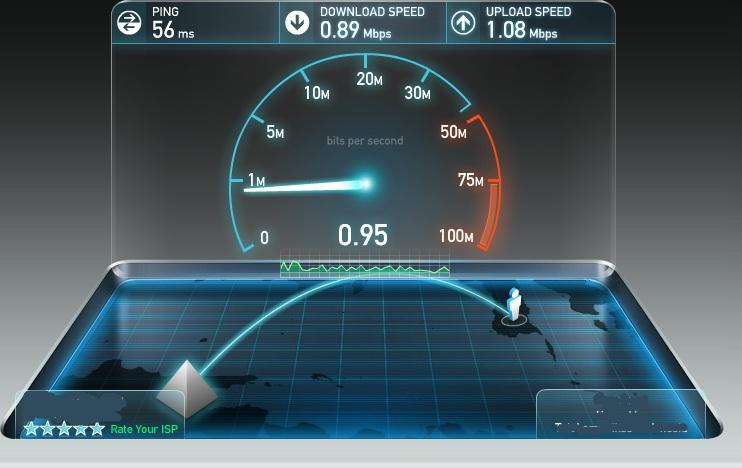 PING
56 ms
DOWNLOAD SPEED
0.89 Mbps
UPLOAD SPEED
1.08 Mbps
20M
10M
30M
5M
50M
bits per second
1M
75M
0
0.95
100M
Rate Your ISP